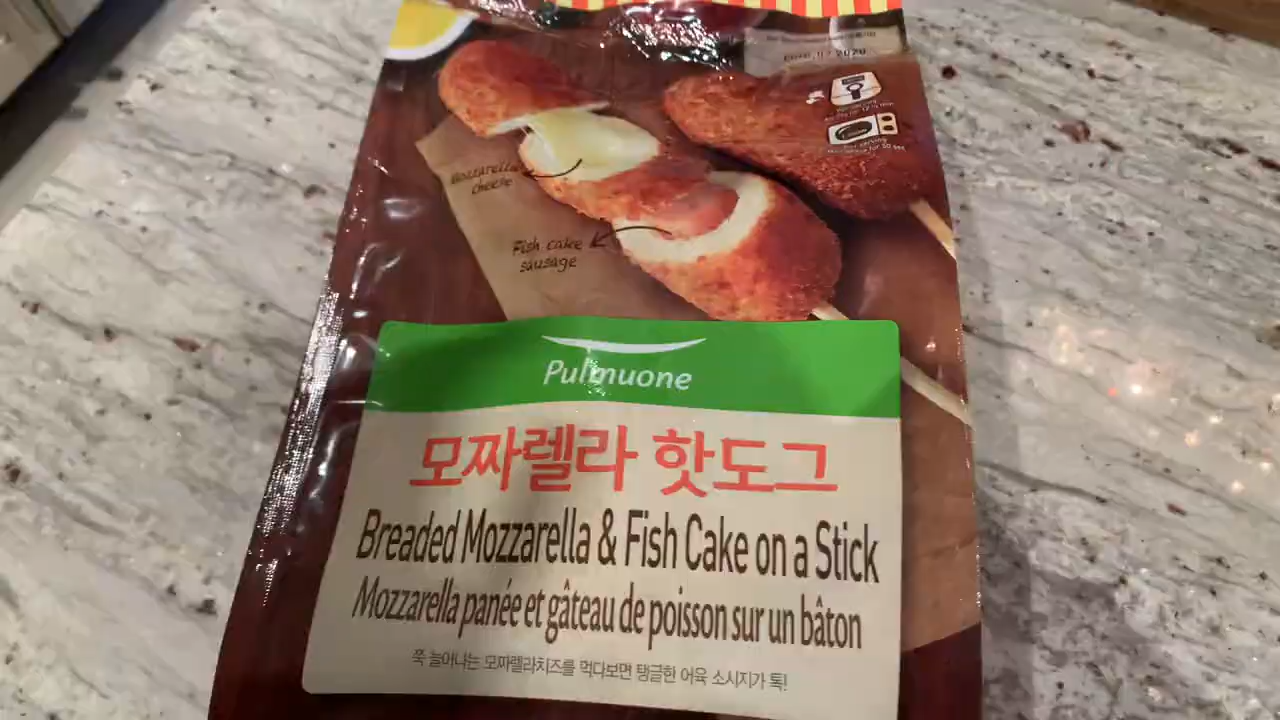 2020
Mozzarella
cheese
Fish cake
sausage
Pulmuone
모짜렐라 핫도그
Breaded Mozzarella & Fish Cake on a Stick
Mozzarella panée et gâteau de poisson sur un bâton
쭉 늘어나는 모짜렐라치즈를 먹다보면 탱글한 어육 소시지가 톡!